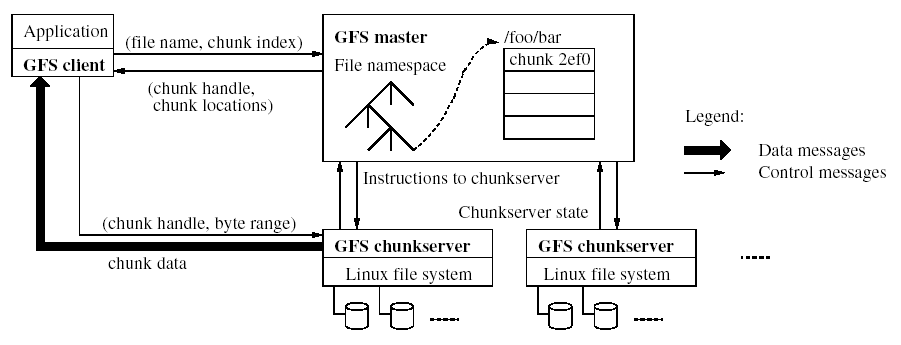 Application
GFS client
(file name, chunk index)
(chunk handle,
chunk locations)
GFS master
File namespace
/foo/bar
chunk 2ef0
Legend:
Data messages
Control messages
Instructions to chunkserver
Chunkserver state
(chunk handle, byte range)
chunk data
GFS chunkserver
Linux file system
GFS chunkserver
Linux file system